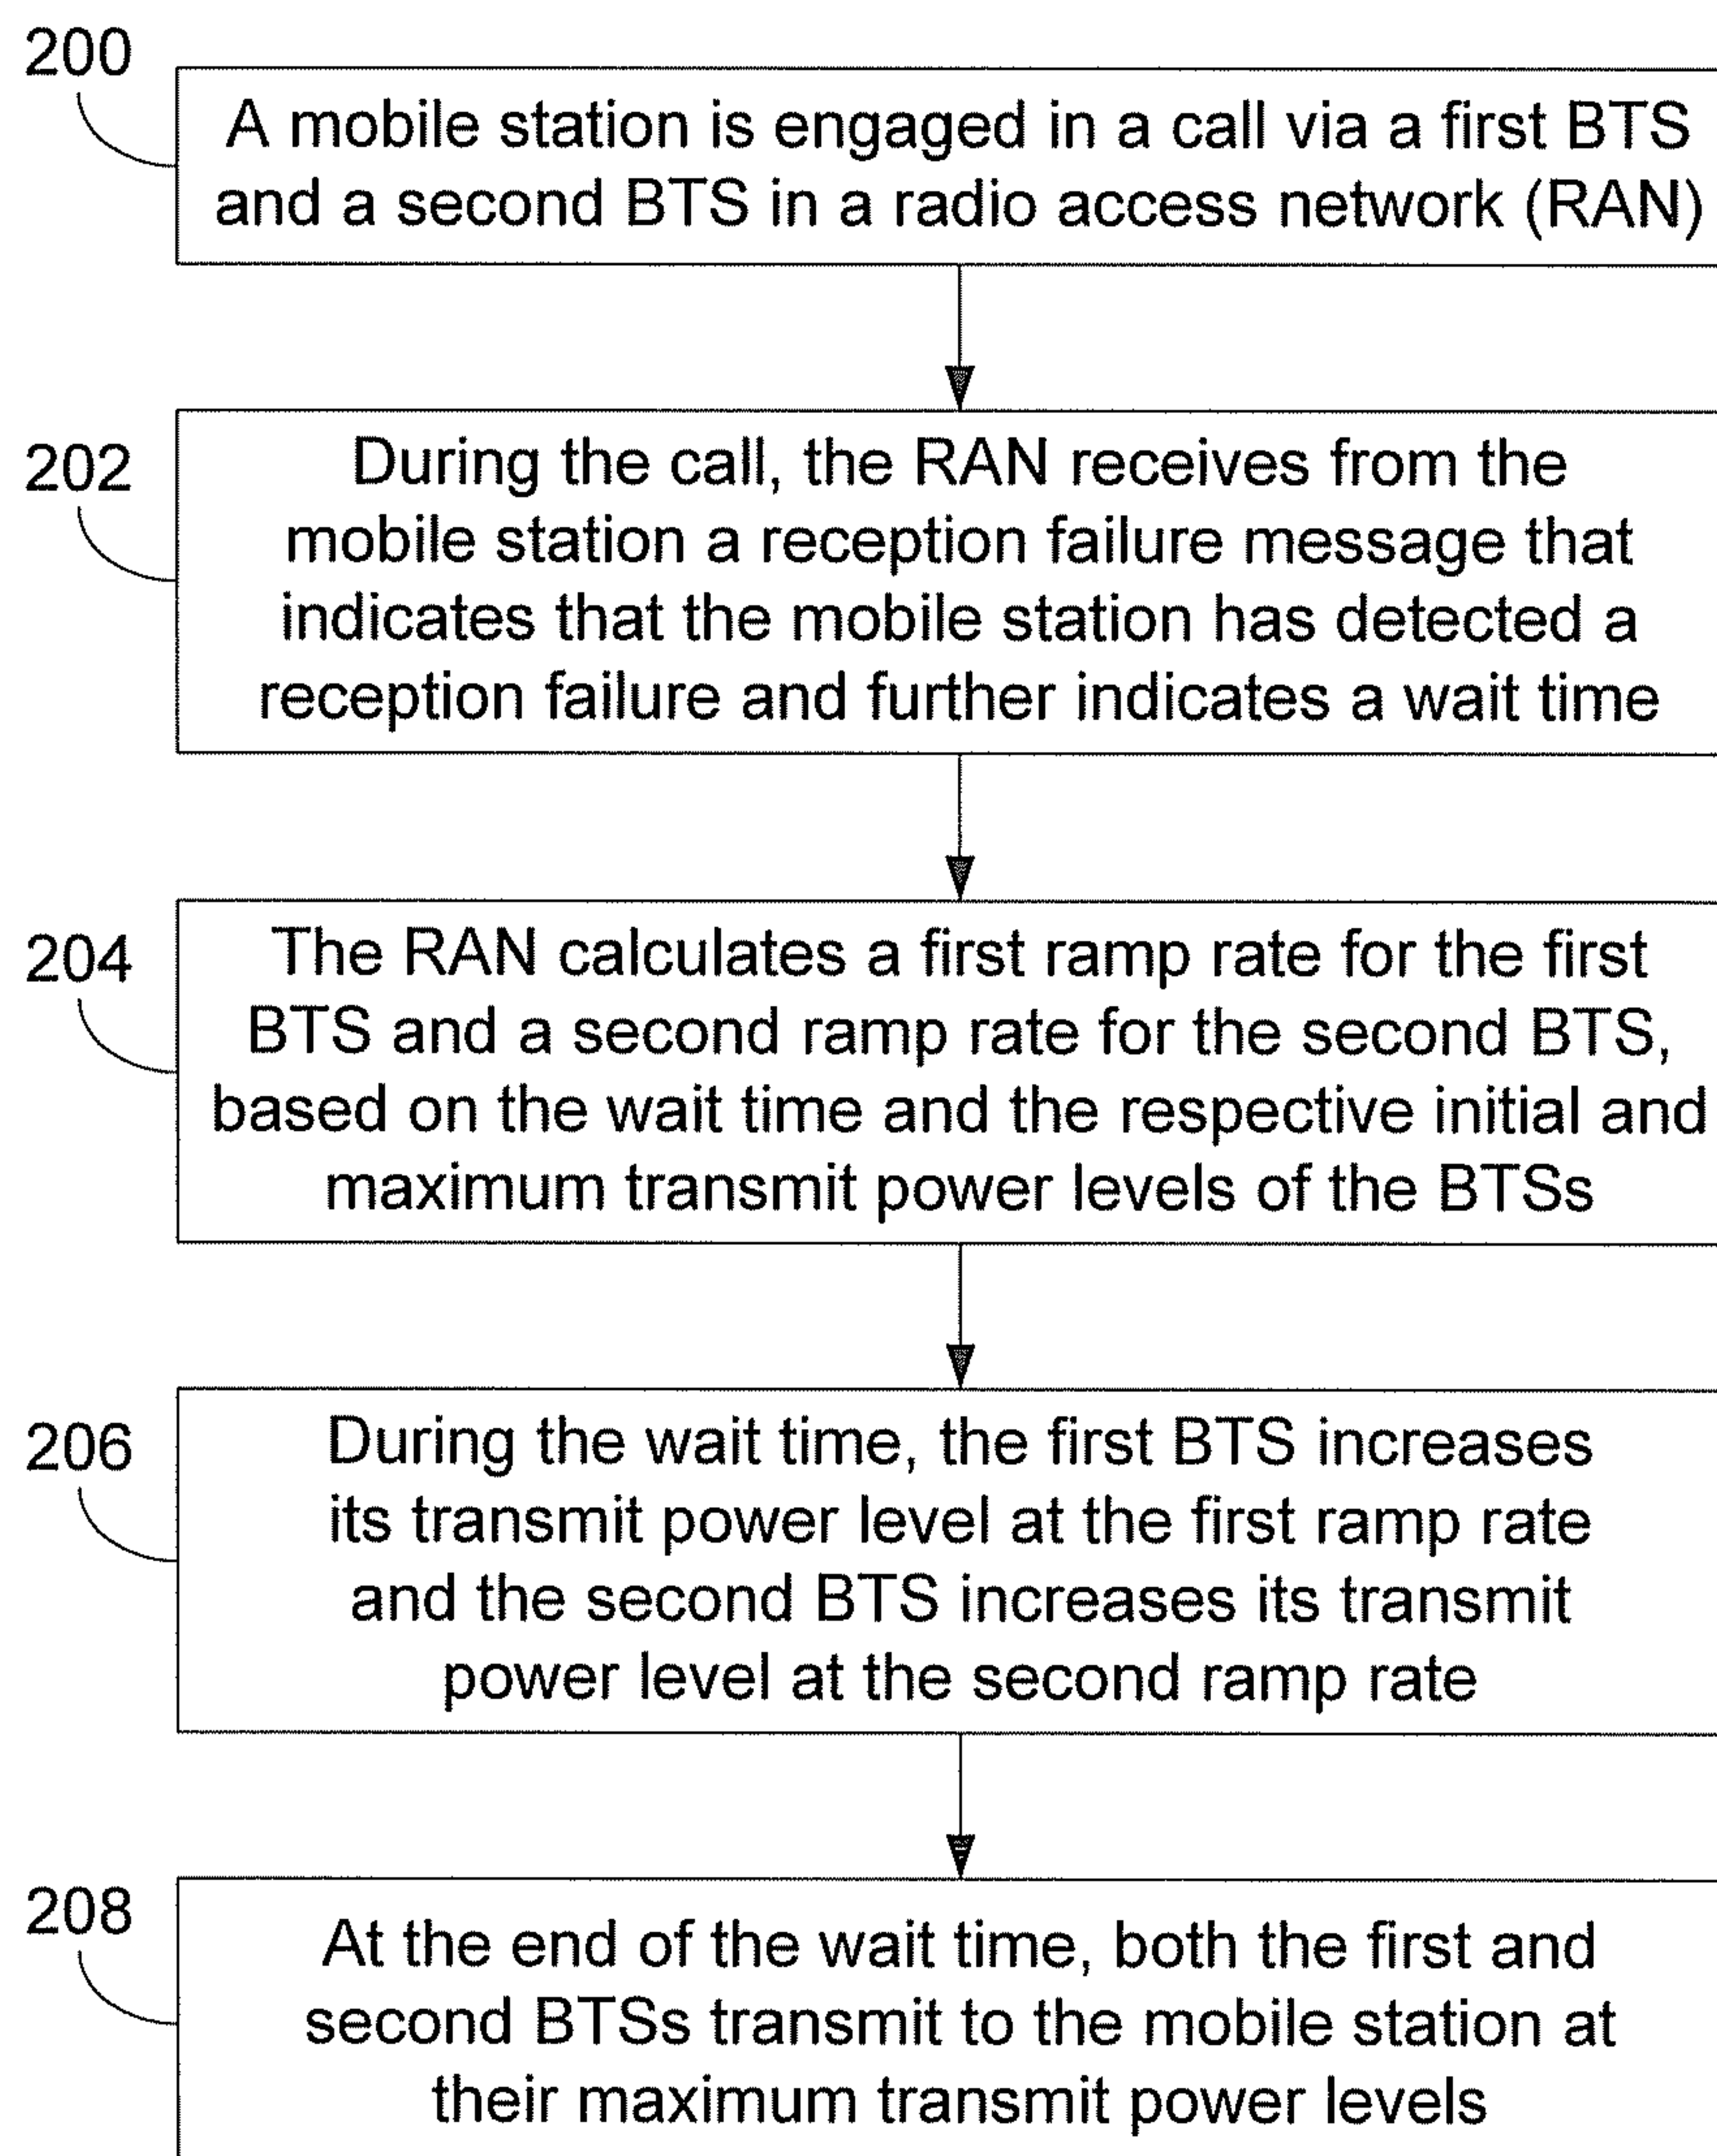 200
A mobile station is engaged in a call via a first BTS
and a second BTS in a radio access network (RAN)
202
During the call, the RAN receives from the
mobile station a reception failure message that
indicates that the mobile station has detected a
reception failure and further indicates a wait time
204
The RAN calculates a first ramp rate for the first
BTS and a second ramp rate for the second BTS,
based on the wait time and the respective initial and
maximum transmit power levels of the BTSs
206
During the wait time, the first BTS increases
its transmit power level at the first ramp rate
and the second BTS increases its transmit
power level at the second ramp rate
208
At the end of the wait time, both the first and
second BTSs transmit to the mobile station at
their maximum transmit power levels